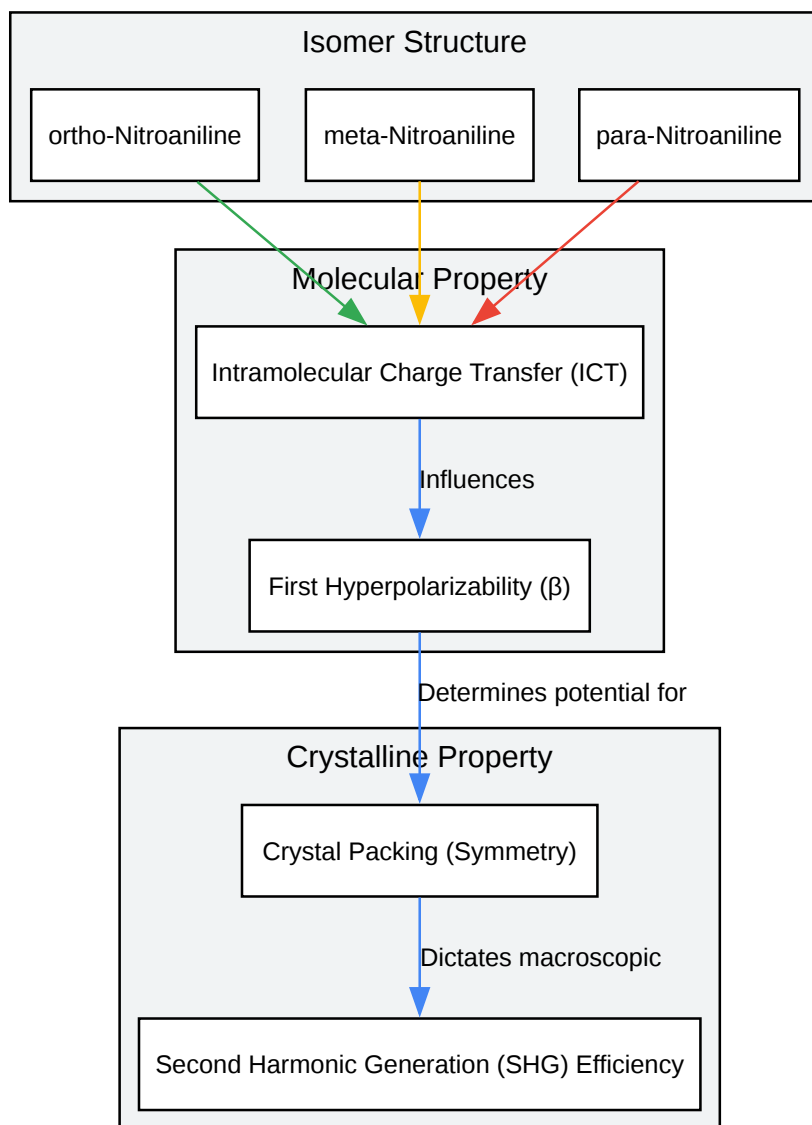 Isomer Structure
ortho-Nitroaniline
meta-Nitroaniline
para-Nitroaniline
Molecular Property
Intramolecular Charge Transfer (ICT)
Influences
First Hyperpolarizability (β)
Determines potential for
Crystalline Property
Crystal Packing (Symmetry)
Dictates macroscopic
Second Harmonic Generation (SHG) Efficiency